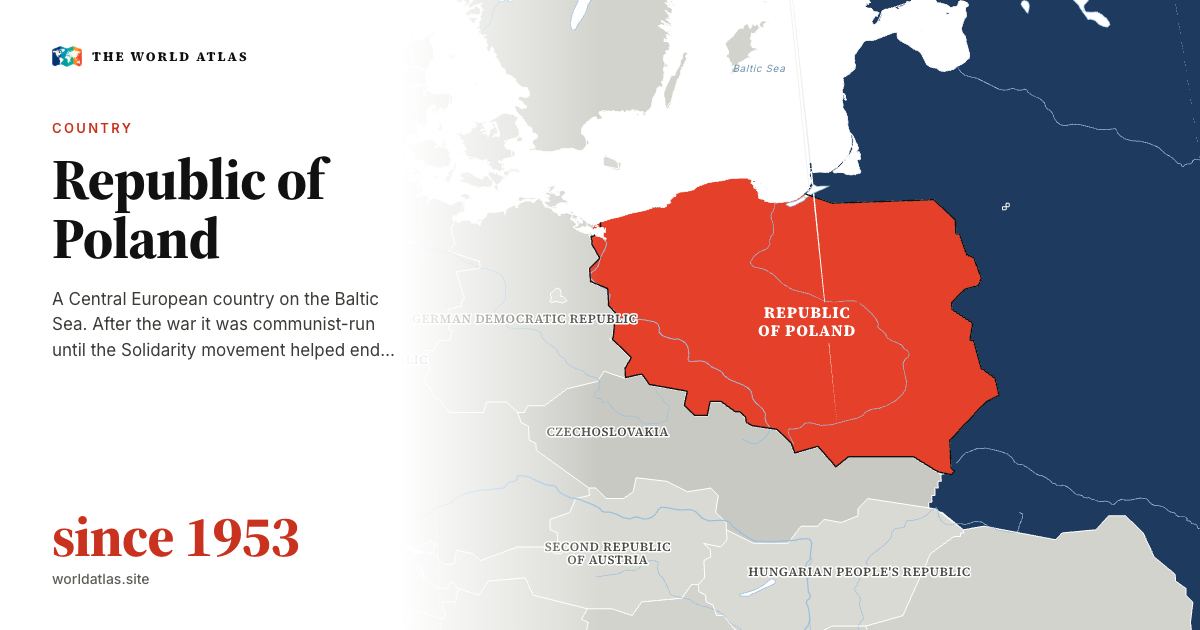 THE WORLD ATLAS
COUNTRY
Republic of
Poland
A Central European country on the Baltic
Sea. After the war it was communist-run
until the Solidarity movement helped end...
since 1953
worldatlas.site
Baltic Sea
REPUBLIC
OF POLAND
GERMAN DEMOCRATIC REPUBLIC
LIC
CZECHOSLOVAKIA
SECOND REPUBLIC
OF AUSTRIA
HUNGARIAN PEOPLE'S REPUBLIC